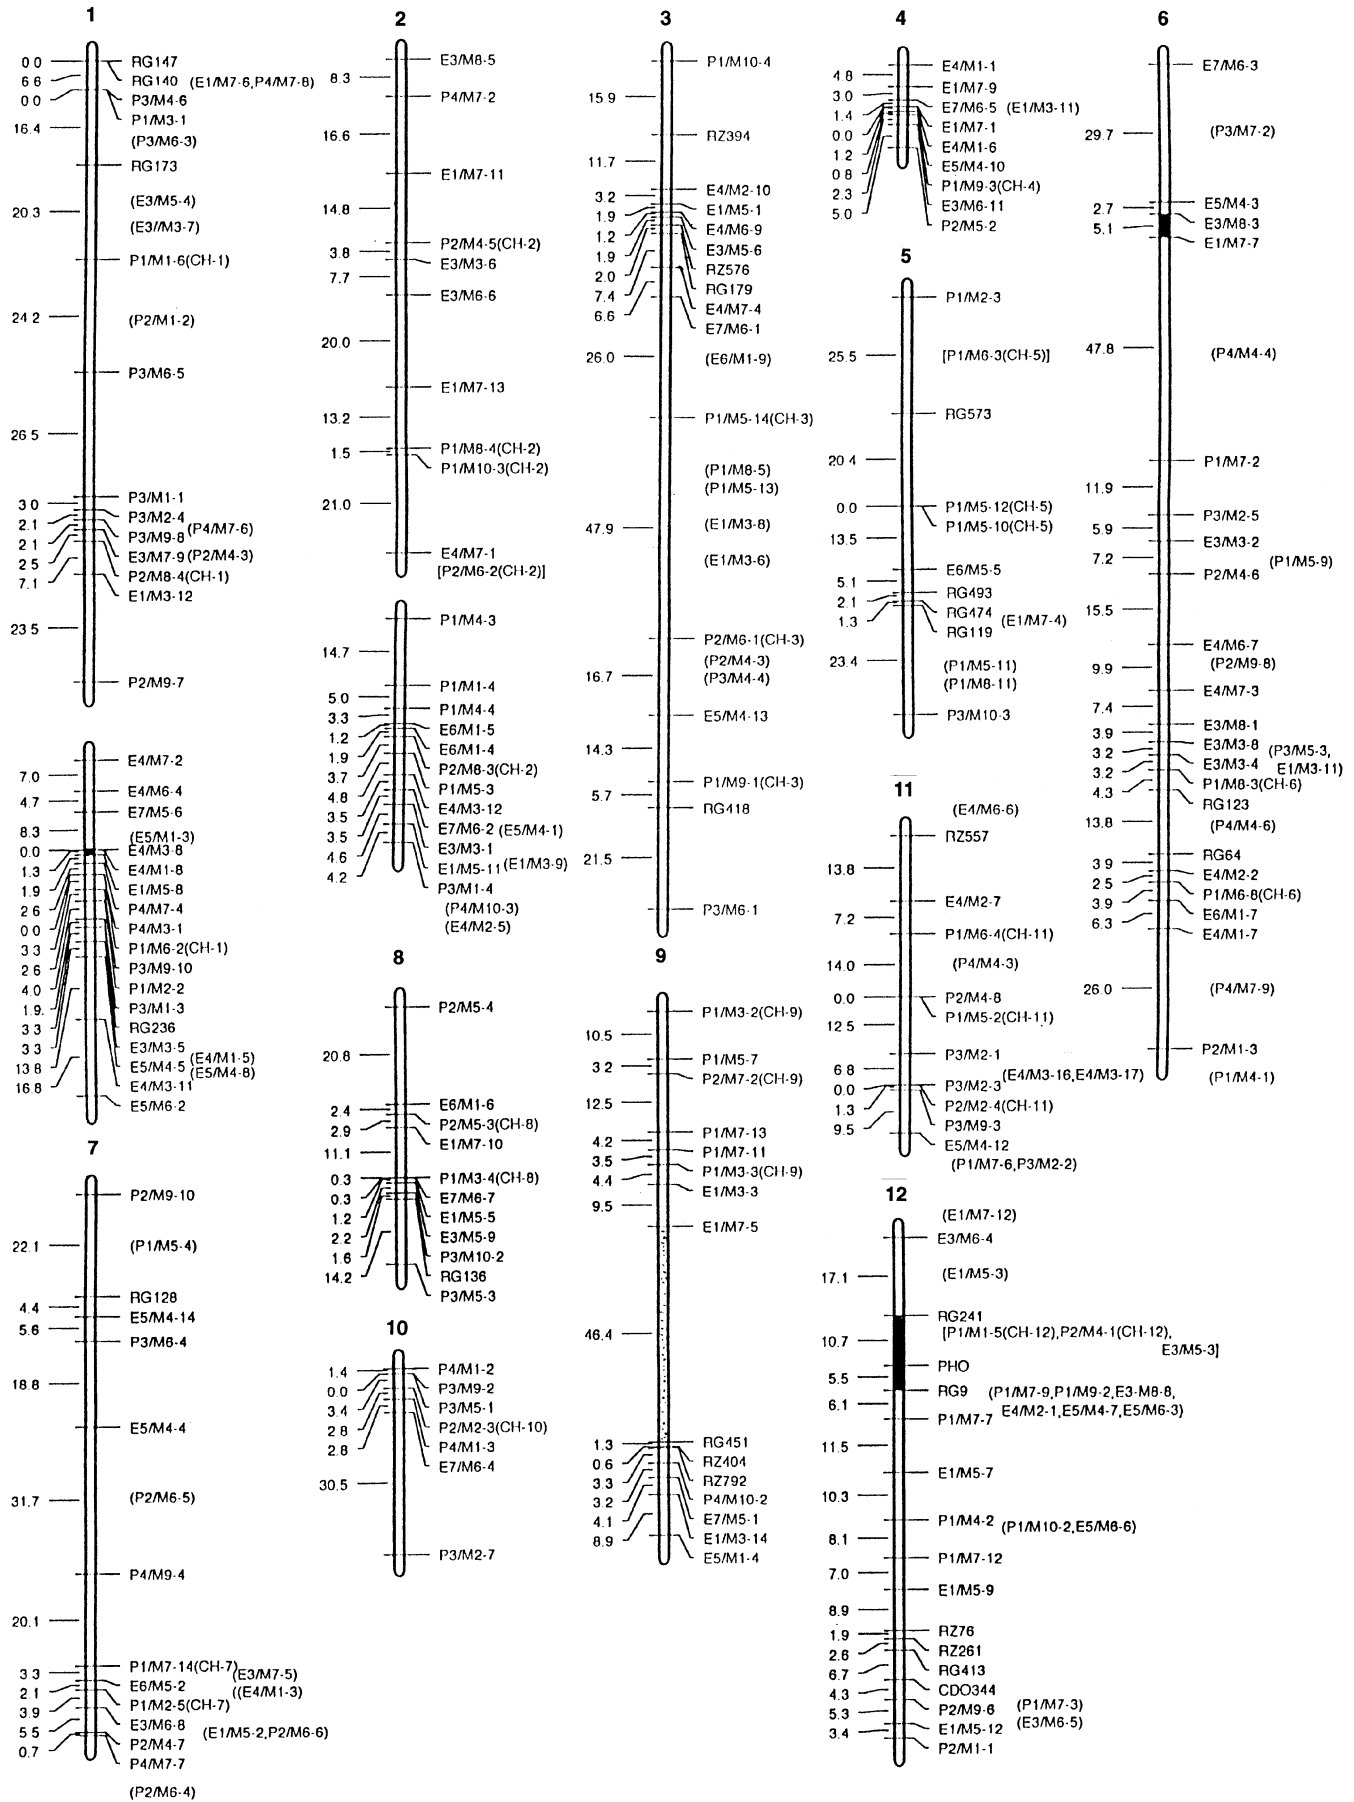 1
0.0 RG147
6.6 RG140 (E1/M7-6,P4/M7-8)
0.0 P3/M4-6
P1/M3-1
16.4 (P3/M6-3)
RG173
(E3/M5-4)
20.3 (E3//M3-7)
P1/M1-6(CH-1)
24.2 (P2/M1-2)
P3/M6-5
26.5
P3/M1-1
3.0 P3/M2-4
2.1 P3/M9-8 (P4/M7-6)
2.1 E3/M7-9 (P2/M4-3)
2.5 P2/M8-4(CH-1)
7.1 E1/M3-12
23.5
P2/M9-7
E4/M7-2
7.0
E4/M6-4
4.7 E7/M5-6
8.3 (E5/M1-3)
0.0 E4/M3-8
1.3 E4/M1-8
1.9 E1/M5-8
2.6 P4/M7-4
0.0 P4/M3-1
3.3 P1/M6-2(CH-1)
2.6 P3/M9-10
4.0 P1/M2-2
1.9. P3/M1-3
3.3 RG236
3.3 E3/M3-5
13.8 E5/M4-5 (E4/M1-5)
(E5/M4-8)
16.8 E4/M3-11
E5/M6-2
2
E3/M8-5
8.3
P4/M7-2
16.6
E1/M7-11
14.8
P2/M4-5(CH-2)
3.8 E3/M3-6
7.7 E3/M6-6
20.0
E1/M7-13
13.2
P1/M8-4(CH-2)
1.5 P1/M10-3(CH-2)
21.0
E4/M7-1
[P2/M6-2(CH-2)]
P1/M4-3
14.7
P1/M1-4
5.0 P1/M4-4
3.3 E6/M1-5
1.2 E6/M1-4
1.9 P2/M8-3(CH-2)
3.7 P1/M5-3
4.8 E4/M3-12
3.5 E7/M6-2 (E5/M4-1)
3.5 E3/M3-1
4.6 E1/M5-11 (E1/M3-9)
4.2 P3/M1-4
(P4/M10-3)
(E4/M2-5)
3
P1/M10-4
15.9
RZ394
11.7
E4/M2-10
3.2 E1/M5-1
1.9 E4/M6-9
1.2 E3/M5-6
1.9 RZ576
2.0 RG179
7.4 E4/M7-4
6.6 E7/M6-1
26.0 (E6/M1-9)
P1/M5-14(CH-3)
(P1/M8-5)
(P1/M5-13)
47.9 (E1/M3-8)
(E1/M3-6)
P2/M6-1(CH-3)
(P2/M4-3)
16.7 (P3/M4-4)
E5/M4-13
14.3
P1/M9-1(CH-3)
5.7 RG418
21.5
P3/M6-1
4
E4/M1-1
4.8 E1/M7-9
3.0 E7/M6-5 (E1/M3-11)
1.4 E1/M7-1
0.0 E4/M1-6
1.2 E5/M4-10
0.8 P1/M9-3(CH-4)
2.3 E3/M6-11
5.0 P2/M5-2
5
P1/M2-3
25.5 [P1/M6-3(CH-5)]
RG573
20.4
0.0 P1/M5-12(CH-5)
P1/M5-10(CH-5)
13.5
E6/M5-5
5.1 RG493
2.1 RG474 (E1/M7-4)
1.3 RG119
23.4 (P1/M5-11)
(P1/M8-11)
P3/M10-3
6
E7/M6-3
29.7 (P3/M7-2)
E5/M4-3
2.7 E3/M8-3
5.1 E1/M7-7
47.8 (P4/M4-4)
P1/M7-2
11.9
P3/M2-5
5.9 E3/M3-2
7.2 (P1/M5-9)
P2/M4-6
15.5
E4/M6-7
9.9 (P2/M9-8)
E4/M7-3
7.4 E3/M8-1
3.9 E3/M3-8 (P3/M5-3,
3.2 E3/M3-4 E1/M3-11)
3.2 P1/M8-3(CH-6)
4.3 RG123
13.8 (P4/M4-6)
RG64
3.9 E4/M2-2
2.5 P1/M6-8(CH-6)
3.9 E6/M1-7
6.3 E4/M1-7
26.0 (P4/M7-9)
P2/M1-3
(P1/M4-1)
7
P2/M9-10
22.1 (P1/M5-4)
RG128
4.4 E5/M4-14
5.6 P3/M6-4
18.8
E5/M4-4
31.7 (P2/M6-5)
P4/M9-4
20.1
P1/M7-14(CH-7)
3.3 (E3/M7-5)
E6/M5-2
2.1 ((E4/M1-3)
P1/M2-5(CH-7)
3.9 E3/M6-8
5.5 (E1/M5-2,P2/M6-6)
P2/M4-7
0.7 P4/M7-7
(P2/M6-4)
8
P2/M5-4
20.8
E6/M1-6
2.4 P2/M5-3(CH-8)
2.9 E1/M7-10
11.1
0.3 P1/M3-4(CH-8)
0.3 E7/M6-7
1.2 E1/M5-5
2.2 E3/M5-9
1.6 P3/M10-2
14.2 RG136
P3/M5-3
9
P1/M3-2(CH-9)
10.5
P1/M5-7
3.2 P2/M7-2(CH-9)
12.5
P1/M7-13
4.2 P1/M7-11
3.5 P1/M3-3(CH-9)
4.4 E1/M3-3
9.5 E1/M7-5
46.4
1.3 RG451
0.6 RZ404
3.3 RZ792
3.2 P4/M10-2
4.1 E7/M5-1
8.9 E1/M3-14
E5/M1-4
10
1.4 P4/M1-2
0.0 P3/M9-2
3.4 P3/M5-1
2.8 P2/M2-3(CH-10)
2.8 P4/M1-3
E7/M6-4
30.5
P3/M2-7
11
(E4/M6-6)
RZ557
13.8
E4/M2-7
7.2 P1/M6-4(CH-11)
14.0 (P4/M4-3)
0.0 P2/M4-8
P1/M5-2(CH-11)
12.5
P3/M2-1
6.8 (E4/M3-16,E4/M3-17)
0.0 P3/M2-3
1.3 P2/M2-4(CH-11)
9.5 P3/M9-3
E5/M4-12
(P1/M7-6,P3/M2-2)
12
(E1/M7-12)
E3/M6-4
17.1 (E1/M5-3)
RG241
[P1/M1-5(CH-12),P2/M4-1(CH-12),
10.7 E3/M5-3]
PHO
5.5
RG9 (P1/M7-9,P1/M9-2,E3-M8-8,
6.1 E4/M2-1,E5/M4-7,E5/M6-3)
P1/M7-7
11.5
E1/M5-7
10.3
P1/M4-2 (P1/M10-2,E5/M6-6)
8.1
P1/M7-12
7.0 E1/M5-9
8.9
RZ76
1.9 RZ261
2.6 RG413
6.7 CDO344
4.3 P2/M9-6 (P1/M7-3)
5.3 E1/M5-12 (E3/M6-5)
3.4 P2/M1-1